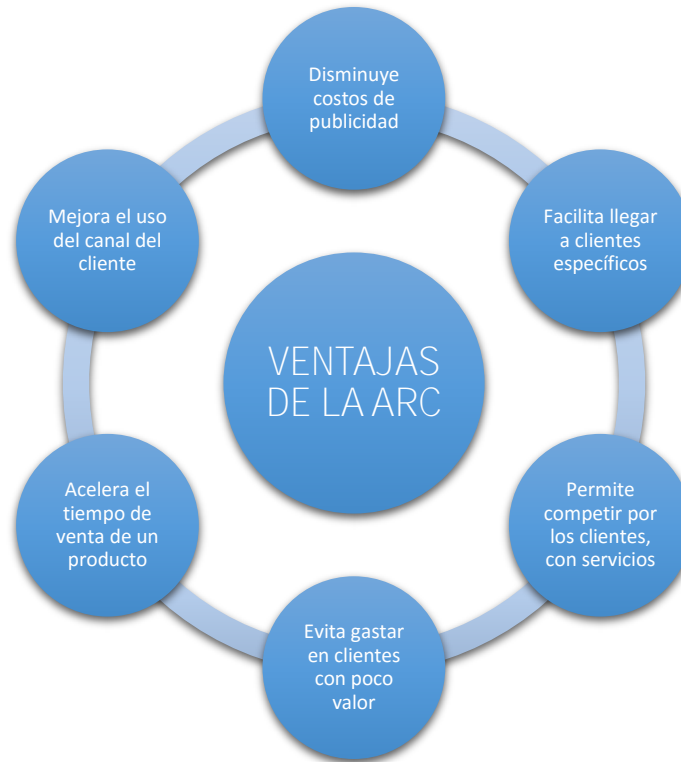 Disminuye
costos de
publicidad
Facilita llegar
a clientes
específicos
Permite
competir por
los clientes,
con servicios
Evita gastar
en clientes
con poco
valor
Acelera el
tiempo de
venta de un
producto
Mejora el uso
del canal del
cliente
VENTAJAS
DE LA ARC